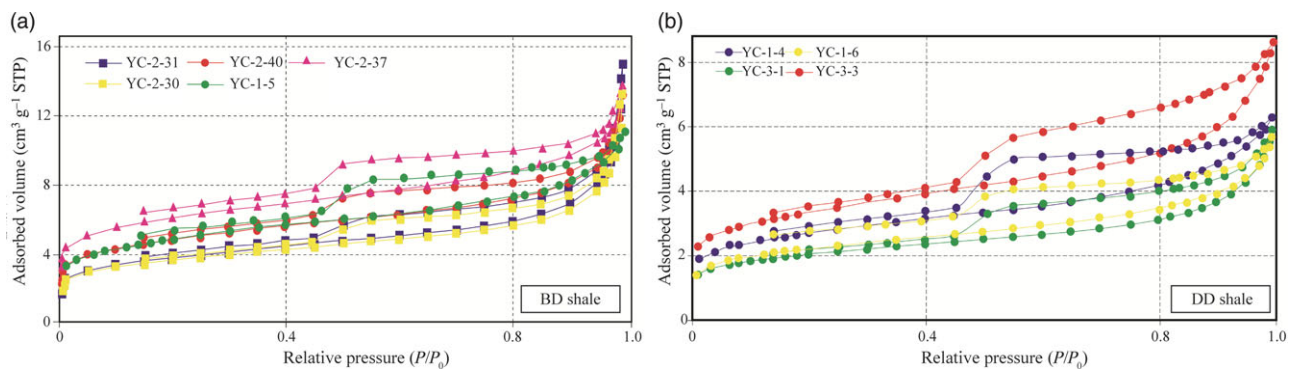 (a)
16
12
8
4
0
Adsorbed volume (cm³ g⁻¹ STP)
YC-2-31 YC-2-40 YC-2-37
YC-2-30 YC-1-5
BD shale
0 0.4 0.8 1.0
Relative pressure (P/P₀)
(b)
8
6
4
2
0
Adsorbed volume (cm³ g⁻¹ STP)
YC-1-4 YC-1-6
YC-3-1 YC-3-3
DD shale
0 0.4 0.8 1.0
Relative pressure (P/P₀)